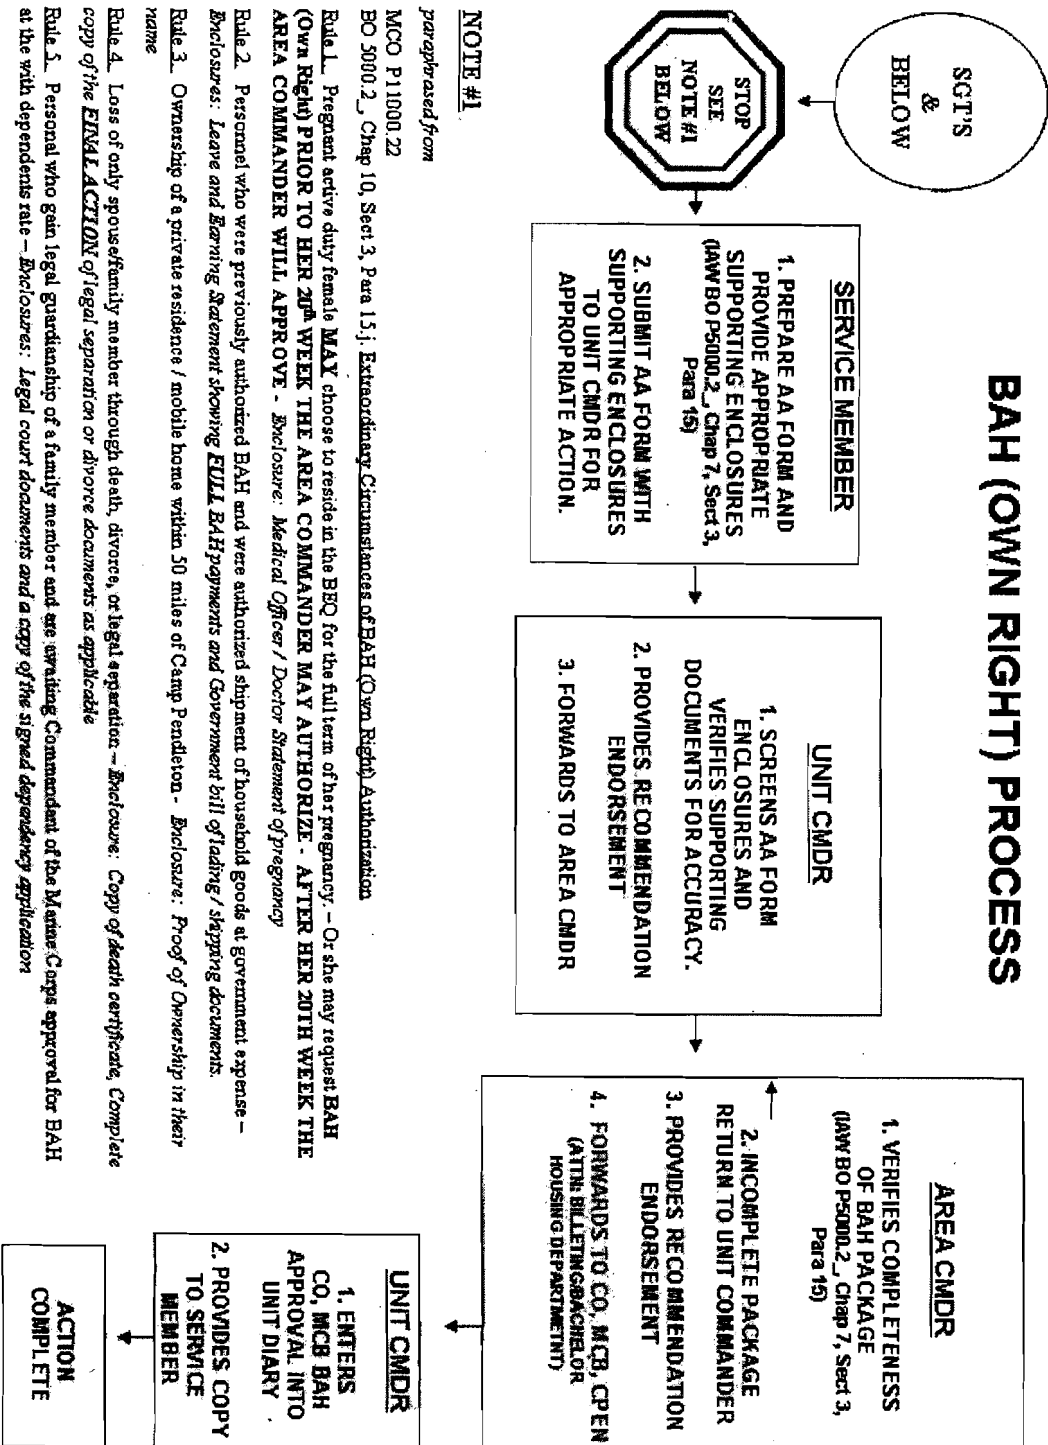 BAH (OWN RIGHT) PROCESS
SGT'S
&
BELOW
STOP
SEE
NOTE #1
BELOW
SERVICE MEMBER
1. PREPARE AA FORM AND
PROVIDE APPROPRIATE
SUPPORTING ENCLOSURES
(IAW BO P5000.2_, Chap 7, Sect 3,
Para 15)
2. SUBMIT AA FORM WITH
SUPPORTING ENCLOSURES
TO UNIT CMDR FOR
APPROPRIATE ACTION.
UNIT CMDR
1. SCREENS AA FORM
ENCLOSURES AND
VERIFIES SUPPORTING
DOCUMENTS FOR ACCURACY.
2. PROVIDES RECOMMENDATION
ENDORSEMENT
3. FORWARDS TO AREA CMDR
AREA CMDR
1. VERIFIES COMPLETENESS
OF BAH PACKAGE
(IAW BO P5000.2_, Chap 7, Sect 3,
Para 15)
2. INCOMPLETE PACKAGE
RETURN TO UNIT COMMANDER
3. PROVIDES RECOMMENDATION
ENDORSEMENT
4. FORWARDS TO CO, MCB, CPEN
(ATTN: BILLETING/BACHELOR
HOUSING DEPARTMETNT)
UNIT CMDR
1. ENTERS
CO, MCB BAH
APPROVAL INTO
UNIT DIARY
2. PROVIDES COPY
TO SERVICE
MEMBER
ACTION
COMPLETE
NOTE #1
paraphrased from
MCO P11000.22
BO 5000.2_, Chap 10, Sect 3, Para 15.j: Extraordinary Circumstances of BAH (Own Right) Authorization
Rule 1. Pregnant active duty female MAY choose to reside in the BEQ for the full term of her pregnancy. – Or she may request BAH
(Own Right) PRIOR TO HER 20th WEEK THE AREA COMMANDER MAY AUTHORIZE - AFTER HER 20TH WEEK THE
AREA COMMANDER WILL APPROVE - Enclosure: Medical Officer / Doctor Statement of pregnancy
Rule 2. Personnel who were previously authorized BAH and were authorized shipment of household goods at government expense –
Enclosures: Leave and Earning Statement showing FULL BAH payments and Government bill of lading / shipping documents.
Rule 3. Ownership of a private residence / mobile home within 50 miles of Camp Pendleton - Enclosure: Proof of Ownership in their
name
Rule 4. Loss of only spouse/family member through death, divorce, or legal separation – Enclosure: Copy of death certificate, Complete
copy of the FINAL ACTION of legal separation or divorce documents as applicable
Rule 5. Personal who gain legal guardianship of a family member and are awaiting Commandant of the Marine Corps approval for BAH
at the with dependents rate – Enclosures: Legal court documents and a copy of the signed dependency application